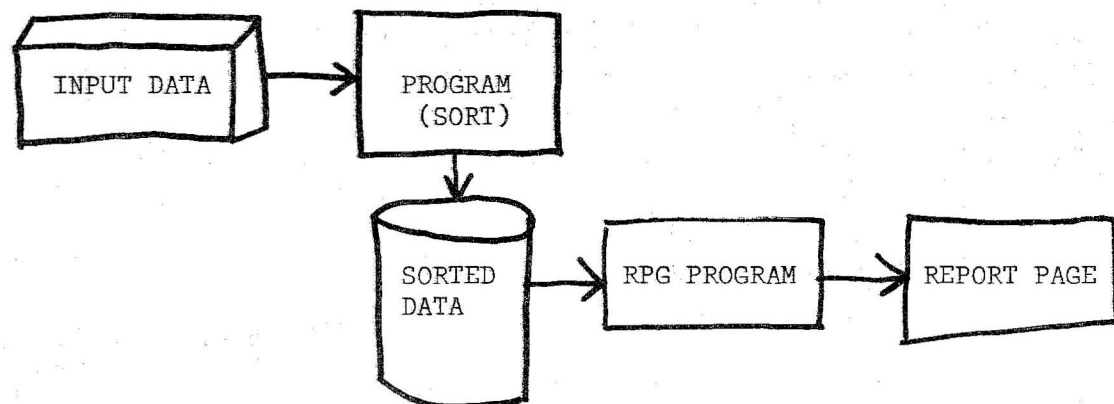 INPUT DATA
PROGRAM
(SORT)
SORTED
DATA
RPG PROGRAM
REPORT PAGE